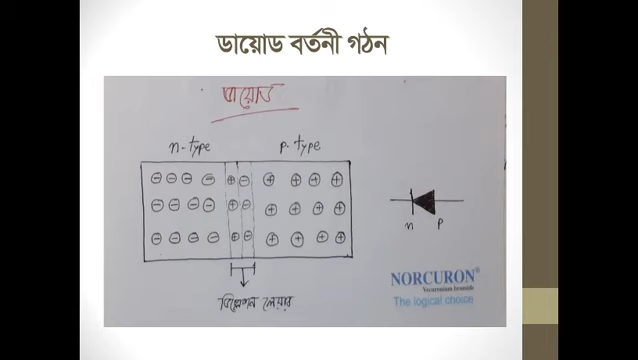 ডায়োড বর্তনী গঠন
ডায়োড
n-type
p-type
n
p
ডিপ্লেশন লেয়ার
NORCURON®
Vecuronium bromide
The logical choice